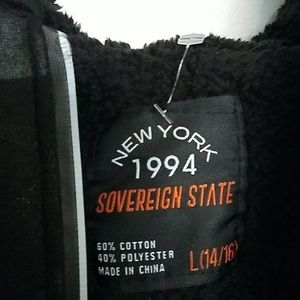 NEW YORK
1994
SOVEREIGN STATE
60% COTTON
40% POLYESTER
MADE IN CHINA
L(14/16)